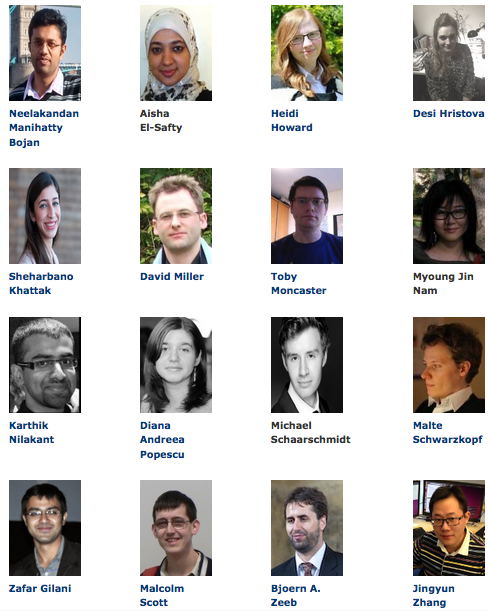 Neelakandan
Manihatty
Bojan
Aisha
El-Safty
Heidi
Howard
Desi Hristova
Sheharbano
Khattak
David Miller
Toby
Moncaster
Myoung Jin
Nam
Karthik
Nilakant
Diana
Andreea
Popescu
Michael
Schaarschmidt
Malte
Schwarzkopf
Zafar Gilani
Malcolm
Scott
Bjoern A.
Zeeb
Jingyun
Zhang